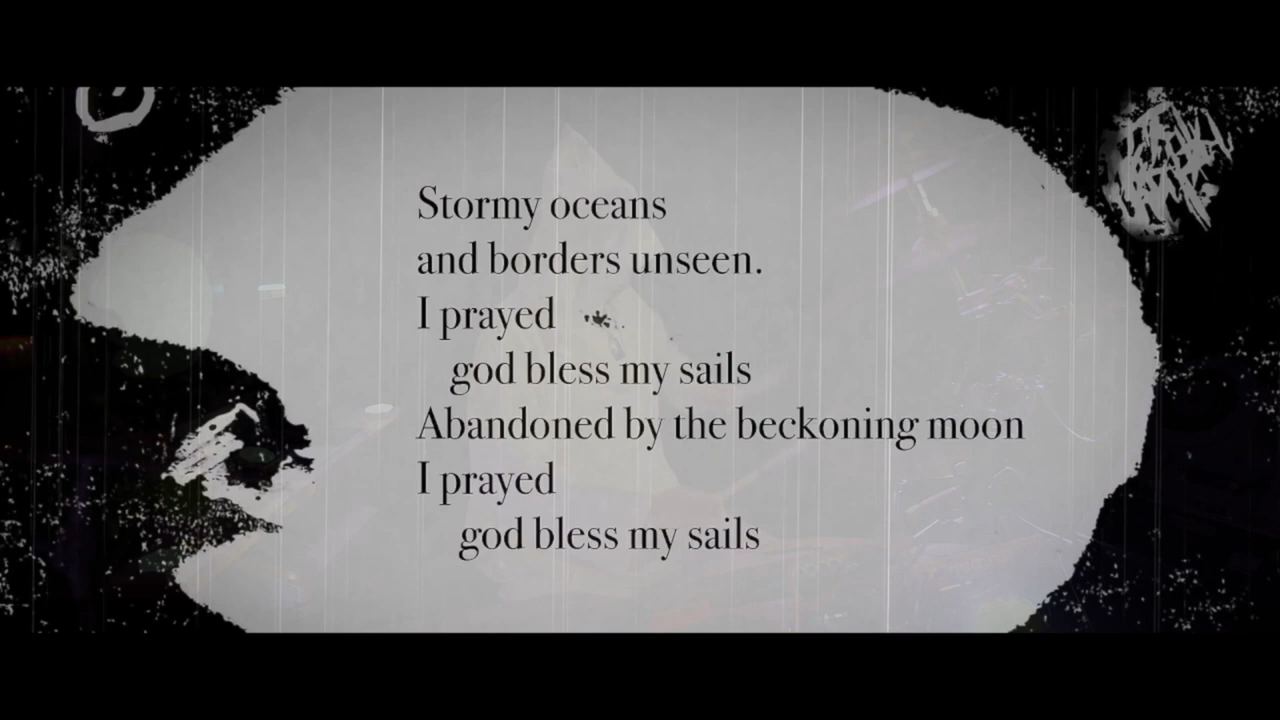 Stormy oceans
and borders unseen.
I prayed
god bless my sails
Abandoned by the beckoning moon
I prayed
god bless my sails